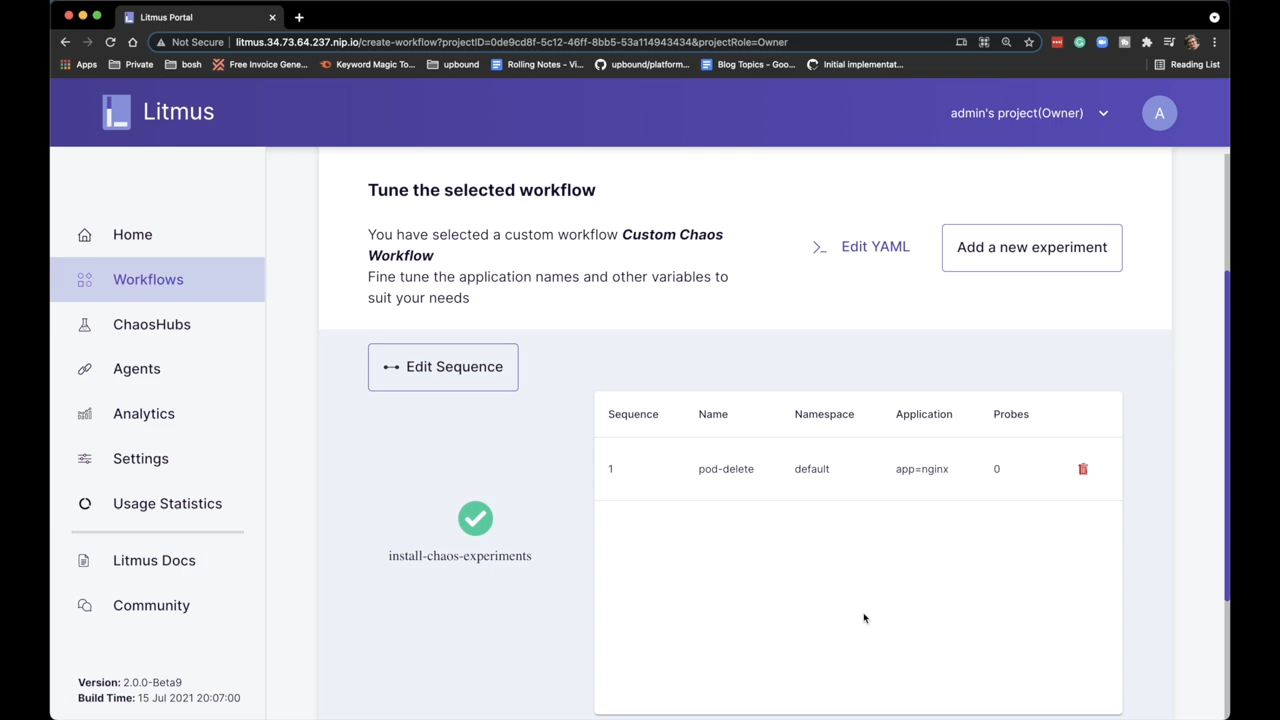 Litmus Portal
Not Secure | litmus.34.73.64.237.nip.io/create-workflow?projectID=0de9cd8f-5c12-46ff-8bb5-53a114943434&projectRole=Owner
Apps Private bosh Free Invoice Gene... Keyword Magic To... upbound Rolling Notes - Vi... upbound/platform... Blog Topics - Goo... Initial implementat... Reading List
Litmus
admin's project(Owner)
A
Home
Workflows
ChaosHubs
Agents
Analytics
Settings
Usage Statistics
Litmus Docs
Community
Version: 2.0.0-Beta9
Build Time: 15 Jul 2021 20:07:00
Tune the selected workflow
You have selected a custom workflow Custom Chaos
Workflow
Fine tune the application names and other variables to
suit your needs
>_ Edit YAML
Add a new experiment
Edit Sequence
install-chaos-experiments
Sequence Name Namespace Application Probes
1 pod-delete default app=nginx 0